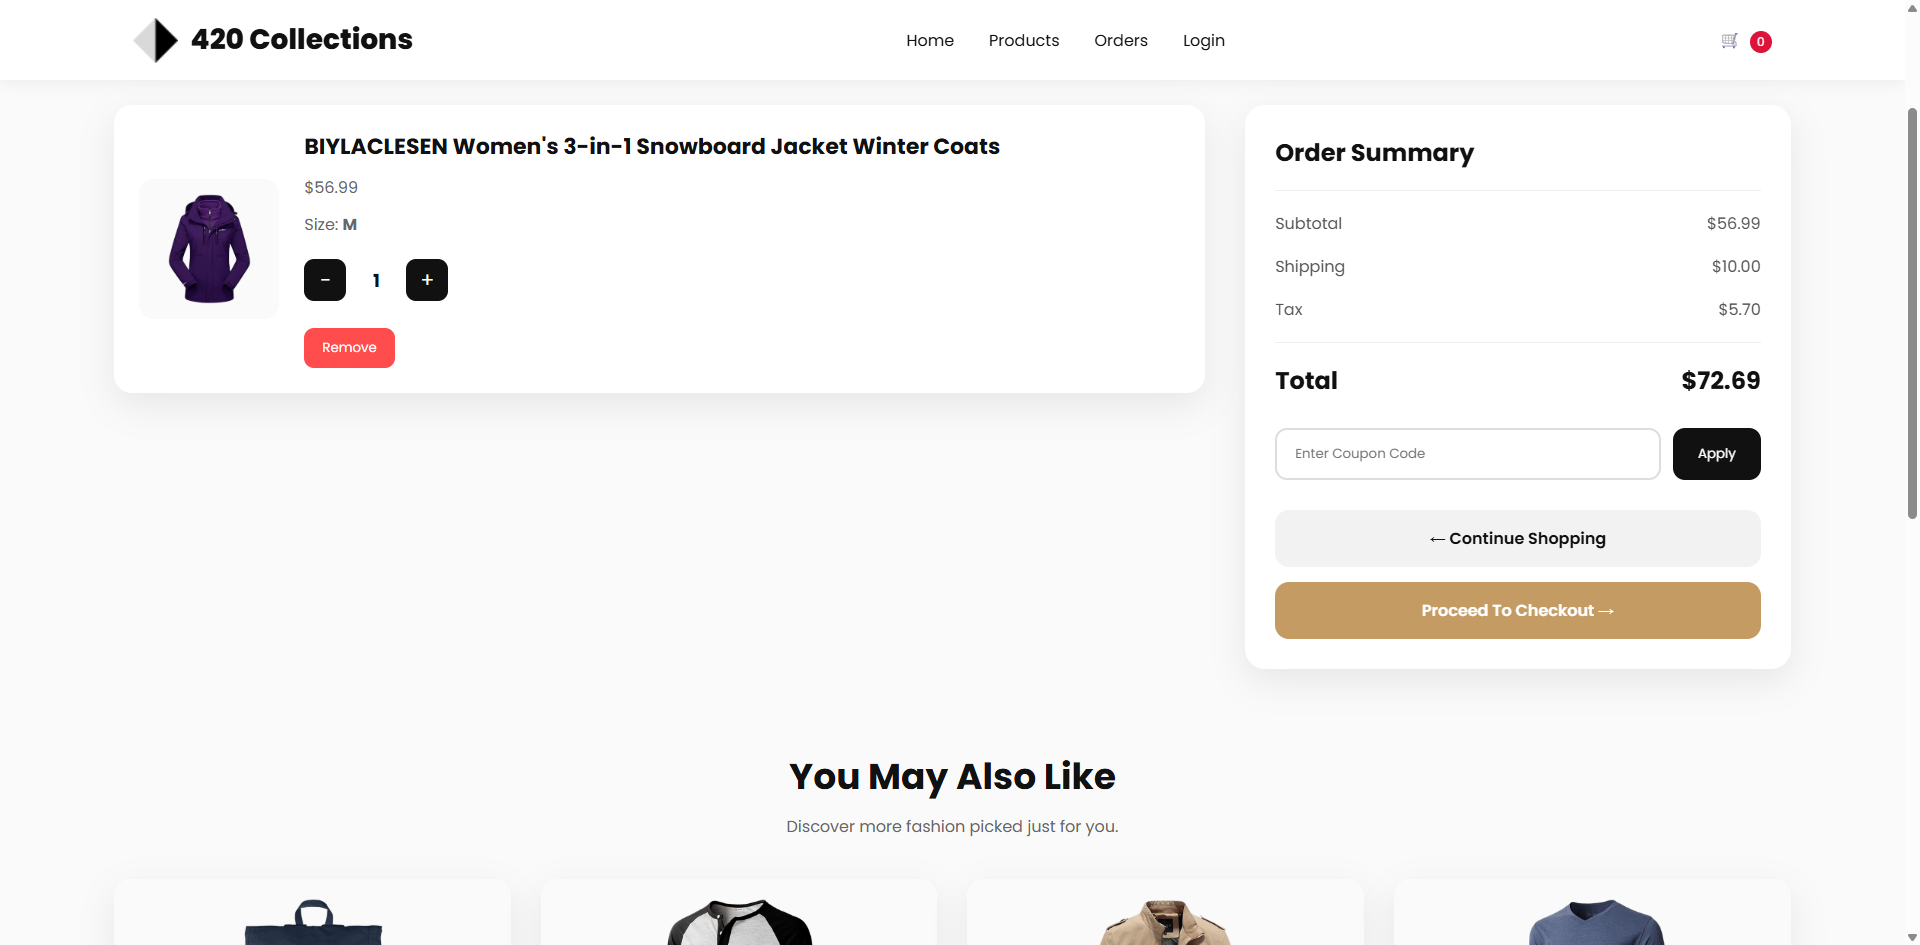 420 Collections
Home Products Orders Login
0
BIYLACLESEN Women's 3-in-1 Snowboard Jacket Winter Coats
$56.99
Size: M
- 1 +
Remove
Order Summary
Subtotal $56.99
Shipping $10.00
Tax $5.70
Total $72.69
Enter Coupon Code Apply
← Continue Shopping
Proceed To Checkout →
You May Also Like
Discover more fashion picked just for you.